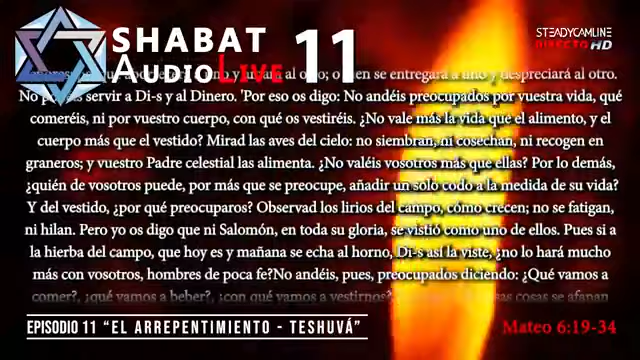 SHABAT
AUDIOLIVE 11
STEADYCAMLINE
DIRECTO HD
y al o; o en se entregará a uno y despreciará al otro.
No podéis servir a Di-s y al Dinero. 'Por eso os digo: No andéis preocupados por vuestra vida, qué
comeréis, ni por vuestro cuerpo, con qué os vestiréis. ¿No vale más la vida que el alimento, y el
cuerpo más que el vestido? Mirad las aves del cielo: no siembran, ni cosechan, ni recogen en
graneros; y vuestro Padre celestial las alimenta. ¿No valéis vosotros más que ellas? Por lo demás,
¿quién de vosotros puede, por más que se preocupe, añadir un solo codo a la medida de su vida?
Y del vestido, ¿por qué preocuparos? Observad los lirios del campo, cómo crecen; no se fatigan,
ni hilan. Pero yo os digo que ni Salomón, en toda su gloria, se vistió como uno de ellos. Pues si a
la hierba del campo, que hoy es y mañana se echa al horno, Di-s así la viste, ¿no lo hará mucho
más con vosotros, hombres de poca fe?No andéis, pues, preocupados diciendo: ¿Qué vamos a
comer?, ¿qué vamos a beber?, ¿con qué vamos a vestirnos? cosas se afanan
EPISODIO 11 “EL ARREPENTIMIENTO - TESHUVÁ”
Mateo 6:19-34